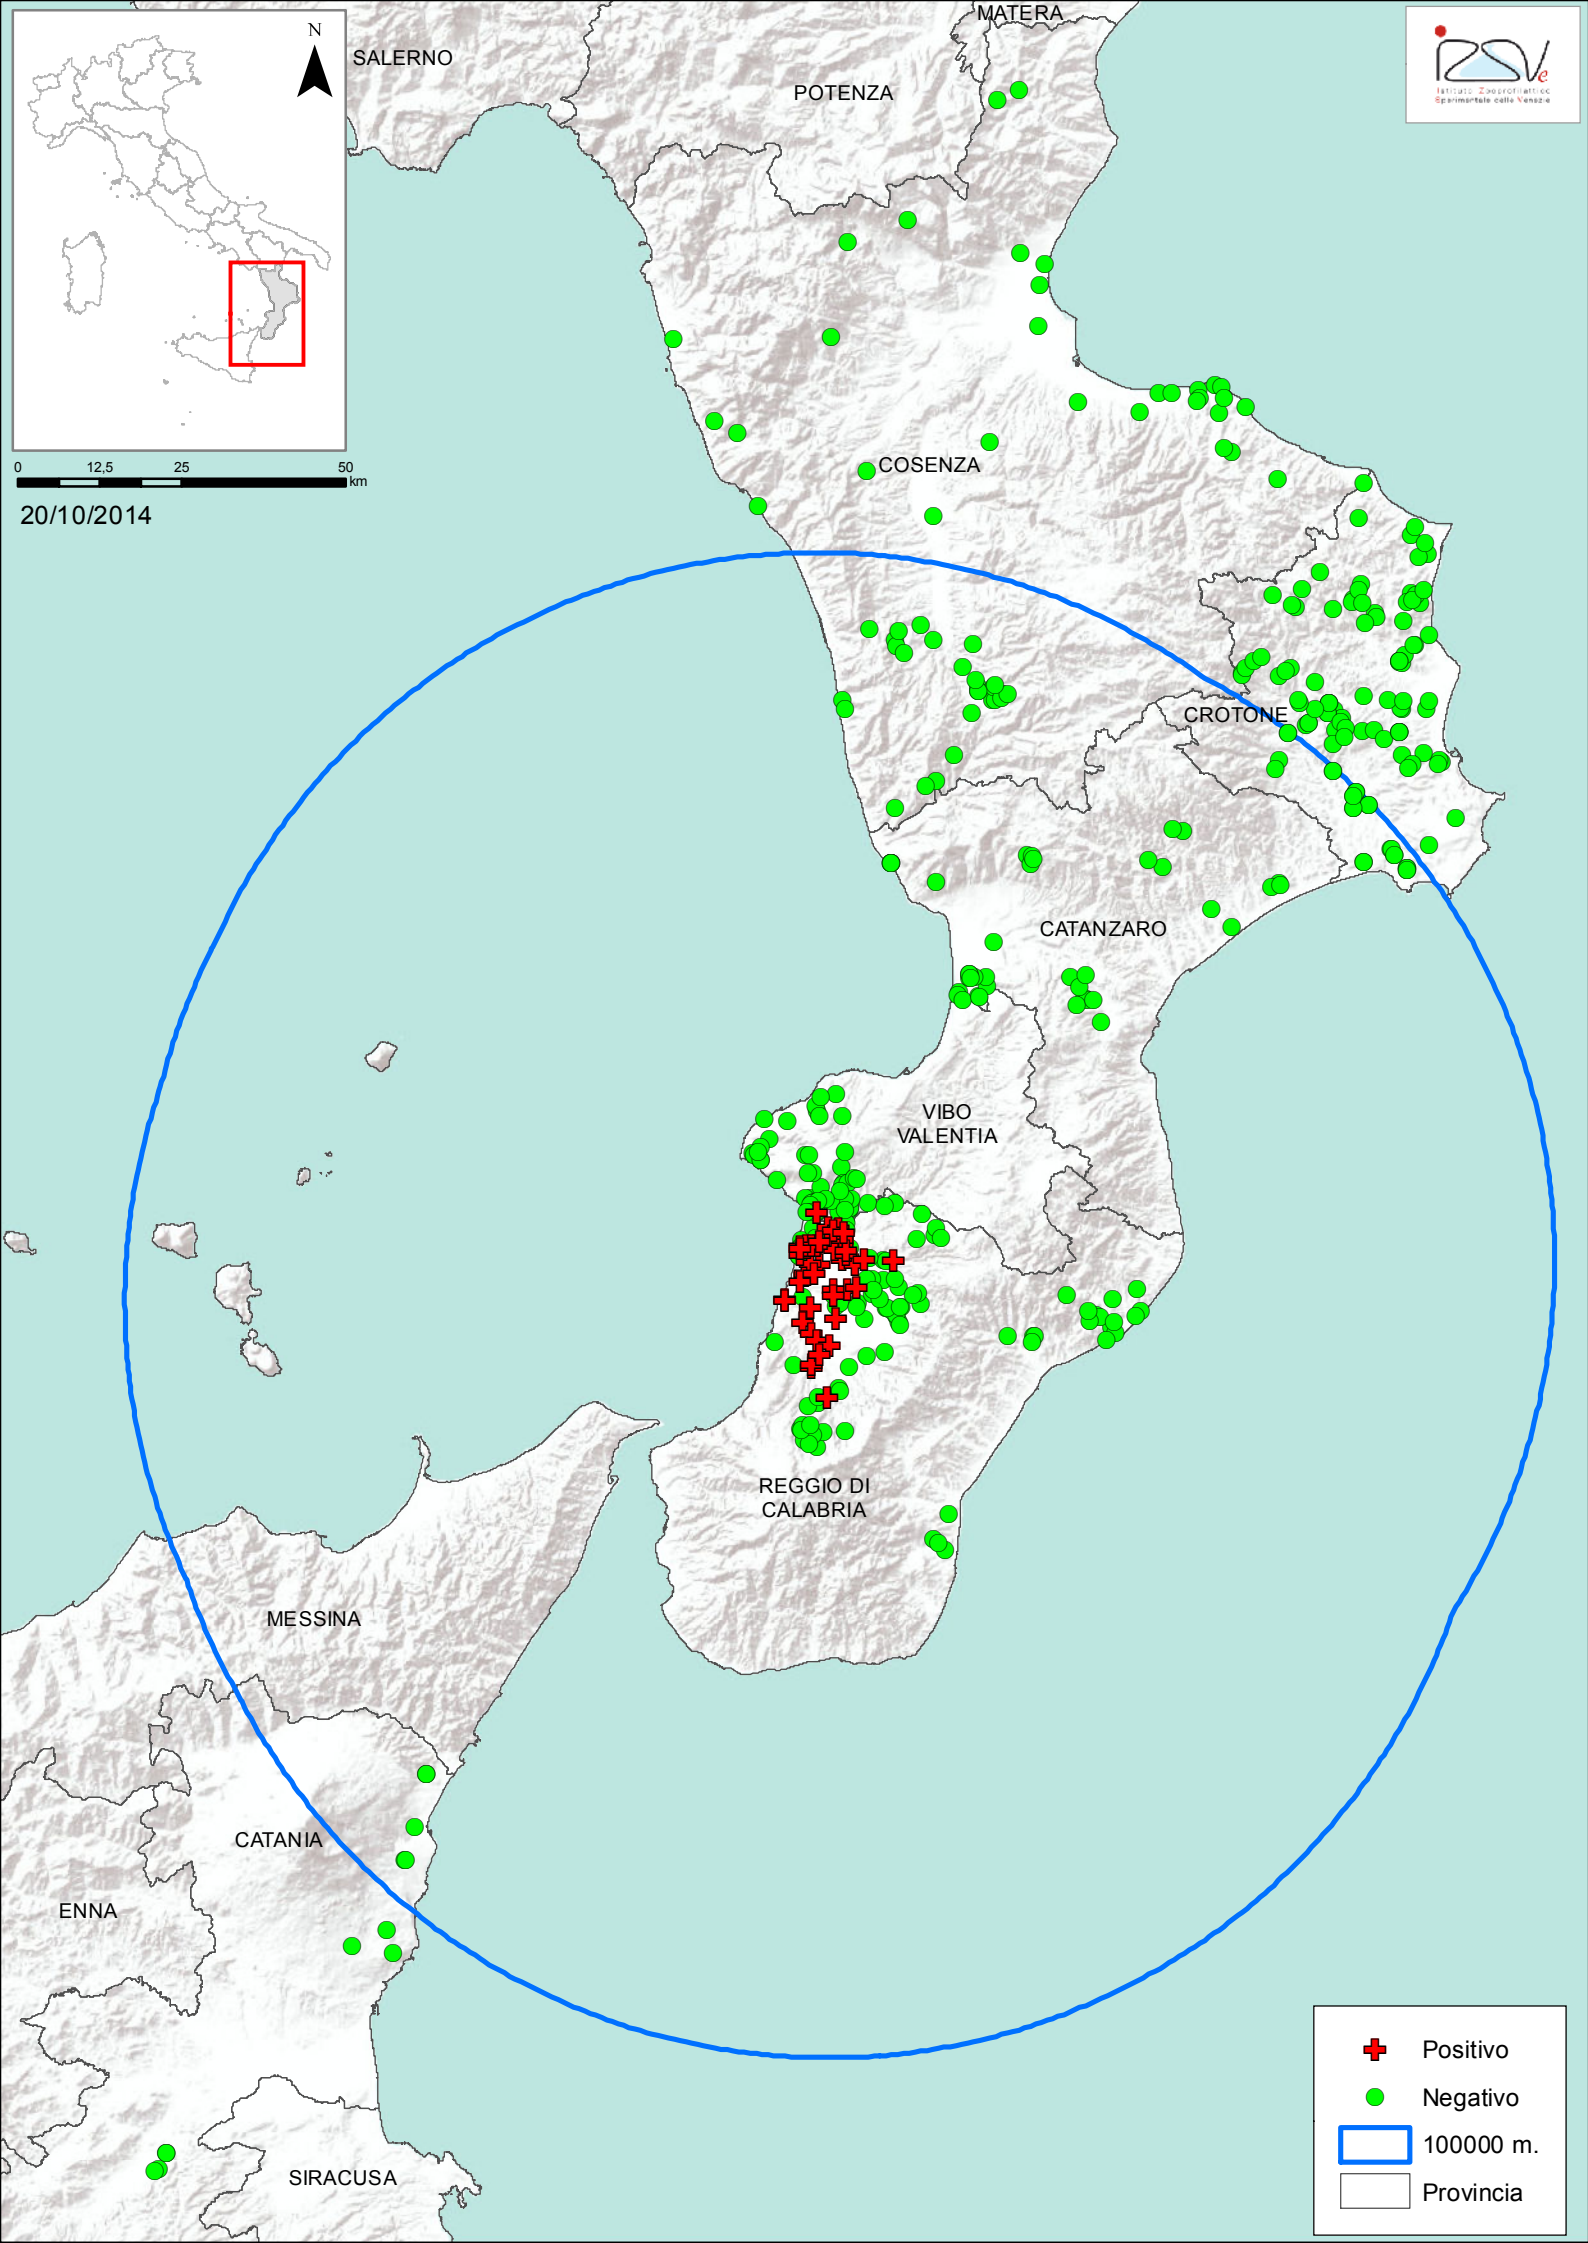 MATERA
N
SALERNO
POTENZA
IZSVe
Istituto Zooprofilattico
Sperimentale delle Venezie
0 12,5 25 50
km
20/10/2014
COSENZA
CROTONE
CATANZARO
VIBO
VALENTIA
REGGIO DI
CALABRIA
MESSINA
CATANIA
ENNA
SIRACUSA
Positivo
Negativo
100000 m.
Provincia